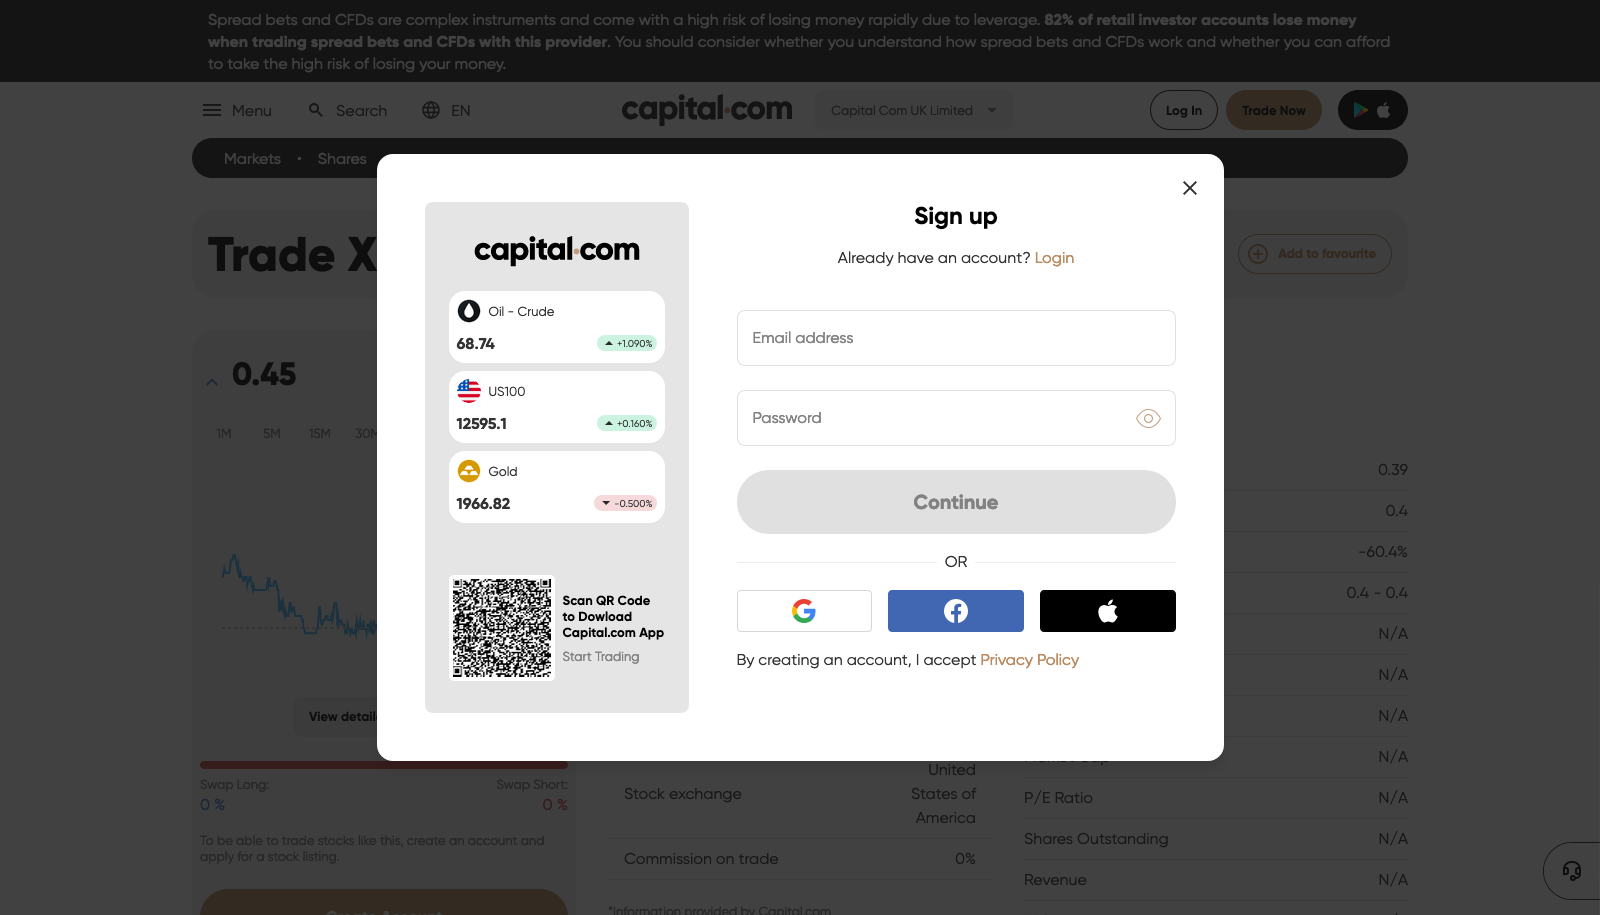 Spread bets and CFDs are complex instruments and come with a high risk of losing money rapidly due to leverage. 82% of retail investor accounts lose money
when trading spread bets and CFDs with this provider. You should consider whether you understand how spread bets and CFDs work and whether you can afford
to take the high risk of losing your money.
Menu Search EN capital.com Capital Com UK Limited Log In Trade Now
Markets • Shares
Trade X
Add to favourite
0.45
1M 5M 15M 30M
Sign up
Already have an account? Login
Email address
Password
Continue
OR
By creating an account, I accept Privacy Policy
capital.com
Oil - Crude
68.74 +1.090%
US100
12595.1 +0.160%
Gold
1966.82 -0.500%
Scan QR Code
to Dowload
Capital.com App
Start Trading
View detaile
Swap Long: Swap Short:
0 % 0 %
To be able to trade stocks like this, create an account and
apply for a stock listing.
Stock exchange United
States of
America
Commission on trade 0%
*Information provided by Capital.com
0.39
0.4
-60.4%
0.4 - 0.4
N/A
N/A
N/A
N/A
P/E Ratio N/A
Shares Outstanding N/A
Revenue N/A